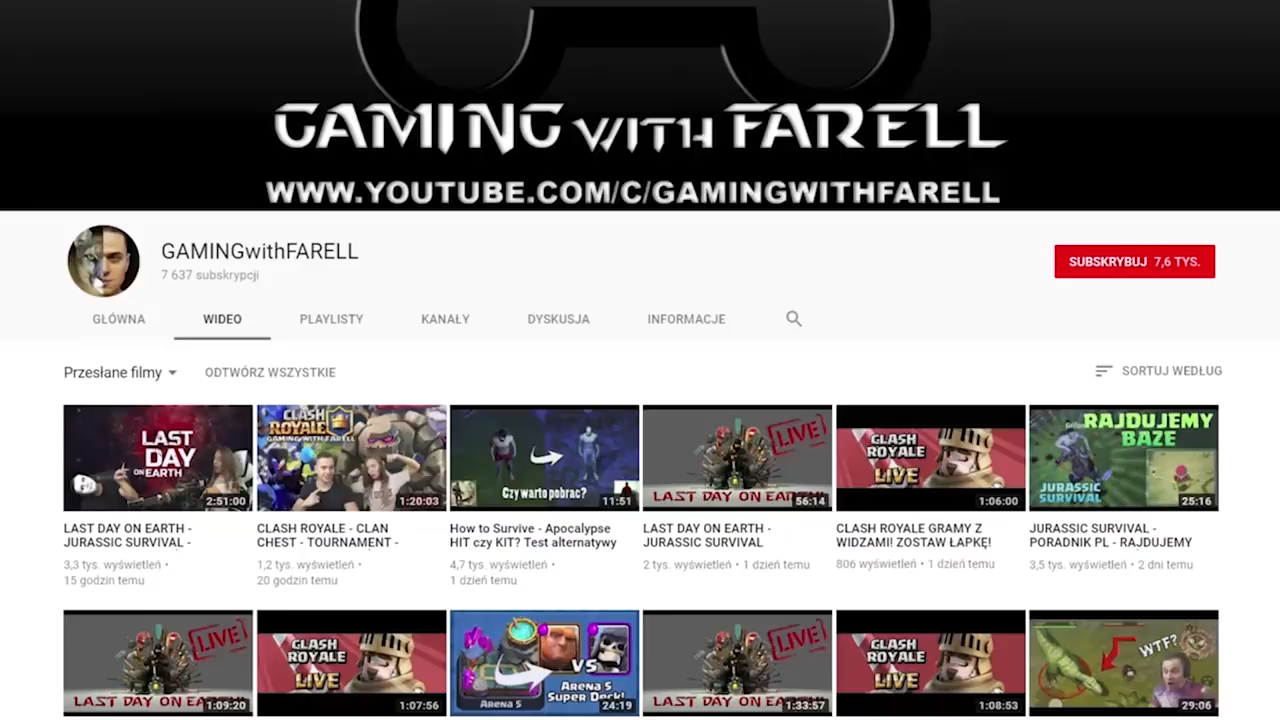 GAMING WITH FARELL
WWW.YOUTUBE.COM/C/GAMINGWITHFARELL
GAMINGwithFARELL
7 637 subskrypcji
SUBSKRYBUJ 7,6 TYS.
GŁÓWNA WIDEO PLAYLISTY KANAŁY DYSKUSJA INFORMACJE
Przesłane filmy ODTWÓRZ WSZYSTKIE SORTUJ WEDŁUG
LAST
DAY
ON EARTH
2:51:00
CLASH
ROYALE
GAMING WITH FARELL
1:20:03
Czy warto pobrac?
11:51
LIVE
LAST DAY ON EARTH
56:14
CLASH
ROYALE
LIVE
1:06:00
RAJDUJEMY
BAZE
JURASSIC
SURVIVAL
25:16
LAST DAY ON EARTH -
JURASSIC SURVIVAL -
3,3 tys. wyświetleń •
15 godzin temu
CLASH ROYALE - CLAN
CHEST - TOURNAMENT -
1,2 tys. wyświetleń •
20 godzin temu
How to Survive - Apocalypse
HIT czy KIT? Test alternatywy
4,7 tys. wyświetleń •
1 dzień temu
LAST DAY ON EARTH -
JURASSIC SURVIVAL
2 tys. wyświetleń • 1 dzień temu
CLASH ROYALE GRAMY Z
WIDZAMI! ZOSTAW ŁAPKĘ!
806 wyświetleń • 1 dzień temu
JURASSIC SURVIVAL -
PORADNIK PL - RAJDUJEMY
3,5 tys. wyświetleń • 2 dni temu
LIVE
LAST DAY ON EARTH
1:09:20
CLASH
ROYALE
LIVE
1:07:56
VS
Arena 5
Arena 5
Super Deck!
24:19
LIVE
LAST DAY ON EARTH
1:33:57
CLASH
ROYALE
LIVE
1:08:53
WTF?
29:06